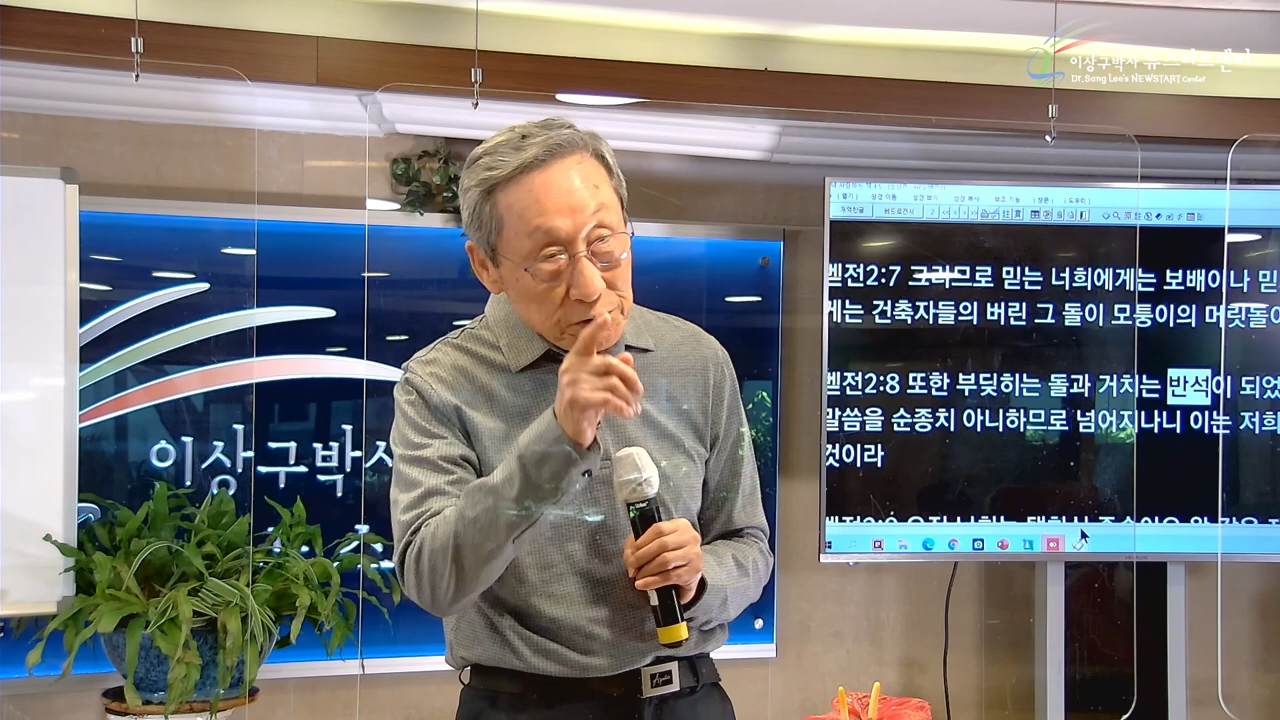 이상구박사 뉴스타트센터
Dr. Sang Lee's NEWSTART Center
개역한글
벧전2:7 그러므로 믿는 너희에게는 보배이나 믿
게는 건축자들의 버린 그 돌이 모퉁이의 머릿돌이
벧전2:8 또한 부딪히는 돌과 거치는 반석이 되었
말씀을 순종치 아니하므로 넘어지나니 이는 저희
것이라
이상구박사